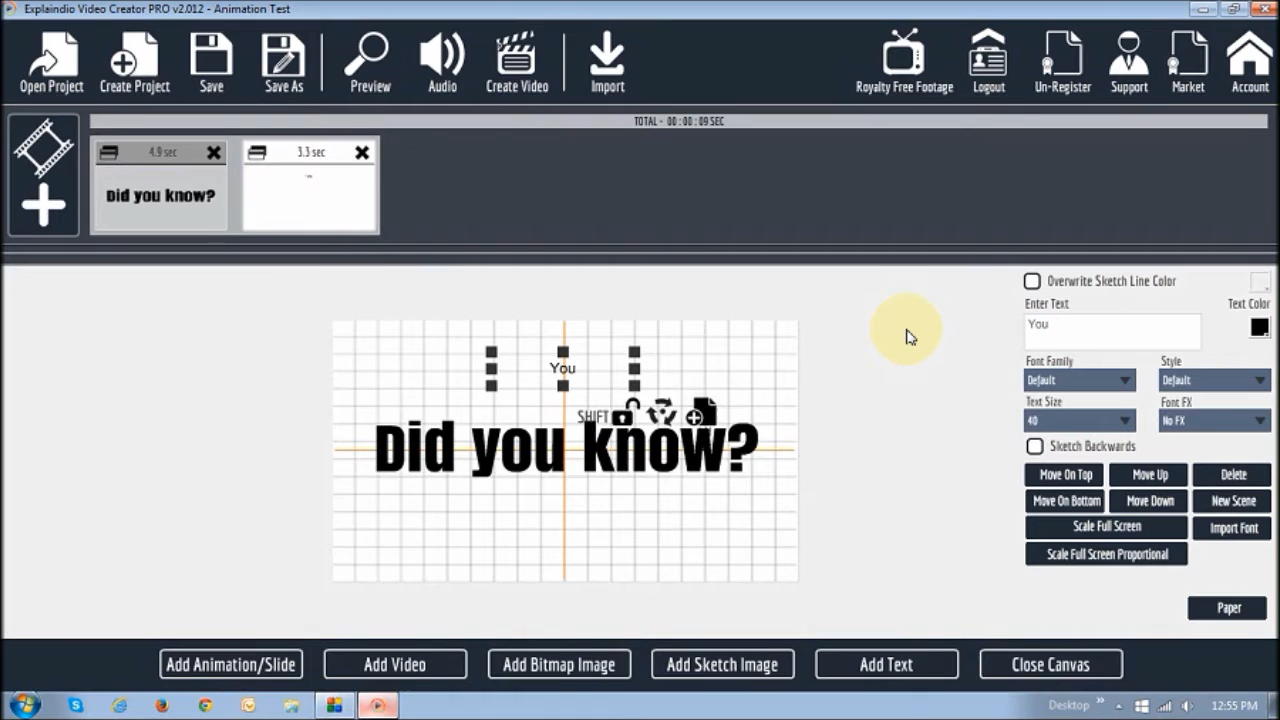 Explaindio Video Creator PRO v2.012 - Animation Test
Open Project
Create Project
Save
Save As
Preview
Audio
Create Video
Import
Royalty Free Footage
Logout
Un-Register
Support
Market
Account
TOTAL - 00 : 00 : 09 SEC
4.9 sec
3.3 sec
Did you know?
Overwrite Sketch Line Color
Enter Text
Text Color
You
Font Family
Style
Default
Default
Text Size
Font FX
40
No FX
Sketch Backwards
Move On Top
Move Up
Delete
Move On Bottom
Move Down
New Scene
Scale Full Screen
Import Font
Scale Full Screen Proportional
Paper
You
SHIFT
Did you know?
Add Animation/Slide
Add Video
Add Bitmap Image
Add Sketch Image
Add Text
Close Canvas
Desktop
12:55 PM